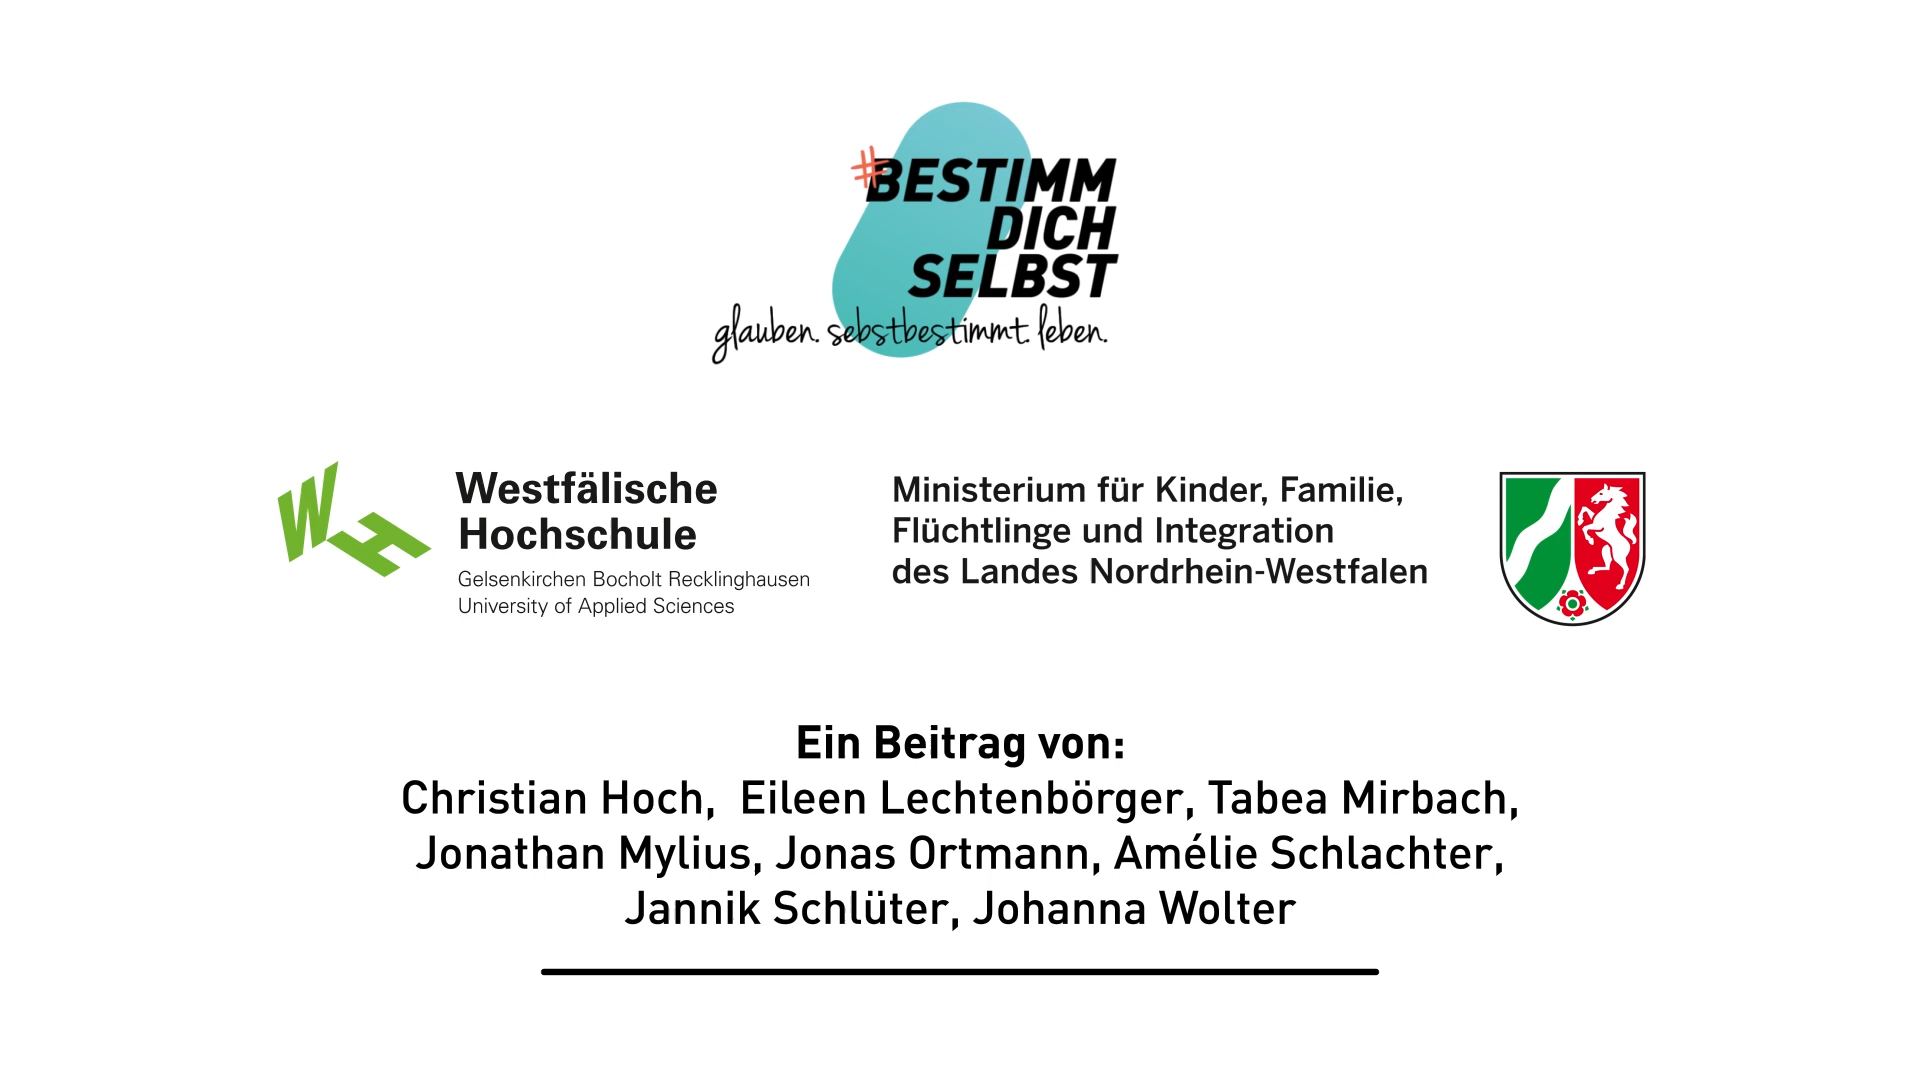 #BESTIMM
DICH
SELBST
glauben. sebstbestimmt. leben.
WH
Westfälische
Hochschule
Gelsenkirchen Bocholt Recklinghausen
University of Applied Sciences
Ministerium für Kinder, Familie,
Flüchtlinge und Integration
des Landes Nordrhein-Westfalen
Ein Beitrag von:
Christian Hoch, Eileen Lechtenbörger, Tabea Mirbach,
Jonathan Mylius, Jonas Ortmann, Amélie Schlachter,
Jannik Schlüter, Johanna Wolter